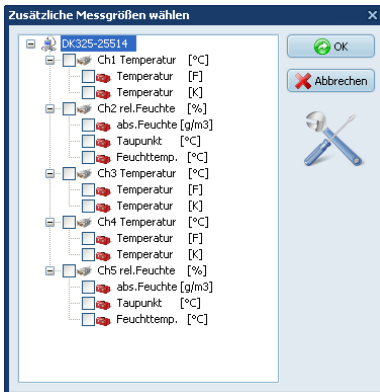 Zusätzliche Messgrößen wählen
DK325-25514
Ch1 Temperatur [°C]
Temperatur [F]
Temperatur [K]
Ch2 rel.Feuchte [%]
abs.Feuchte [g/m3]
Taupunkt [°C]
Feuchttemp. [°C]
Ch3 Temperatur [°C]
Temperatur [F]
Temperatur [K]
Ch4 Temperatur [°C]
Temperatur [F]
Temperatur [K]
Ch5 rel.Feuchte [%]
abs.Feuchte [g/m3]
Taupunkt [°C]
Feuchttemp. [°C]
OK
Abbrechen